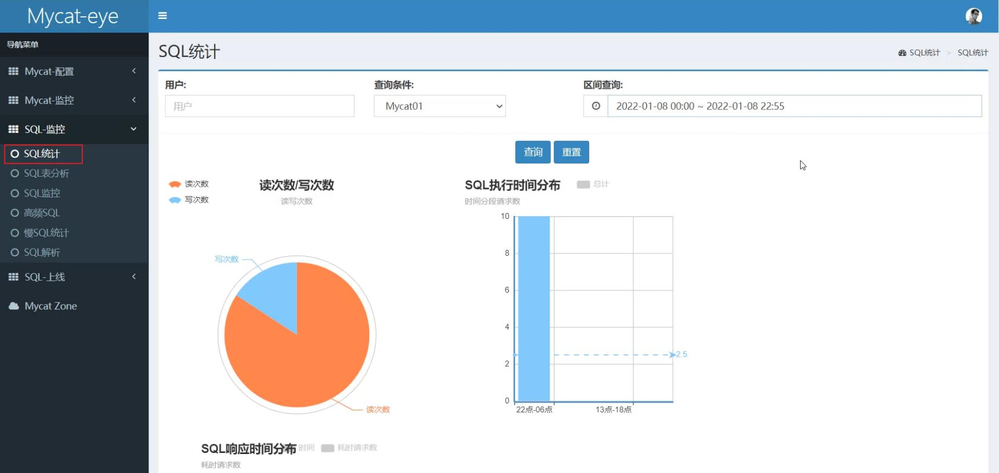 Mycat-eye
导航菜单
Mycat-配置
Mycat-监控
SQL-监控
SQL统计
SQL表分析
SQL监控
高频SQL
慢SQL统计
SQL解析
SQL-上线
Mycat Zone
SQL统计
SQL统计 > SQL统计
用户:
用户
查询条件:
Mycat01
区间查询:
2022-01-08 00:00 ~ 2022-01-08 22:55
查询
重置
读次数
写次数
读次数/写次数
读写次数
写次数
读次数
SQL执行时间分布
总计
时间分段请求数
10
8
6
4
2
0
2.5
22点-06点
13点-18点
SQL响应时间分布
时间
耗时请求数
耗时请求数